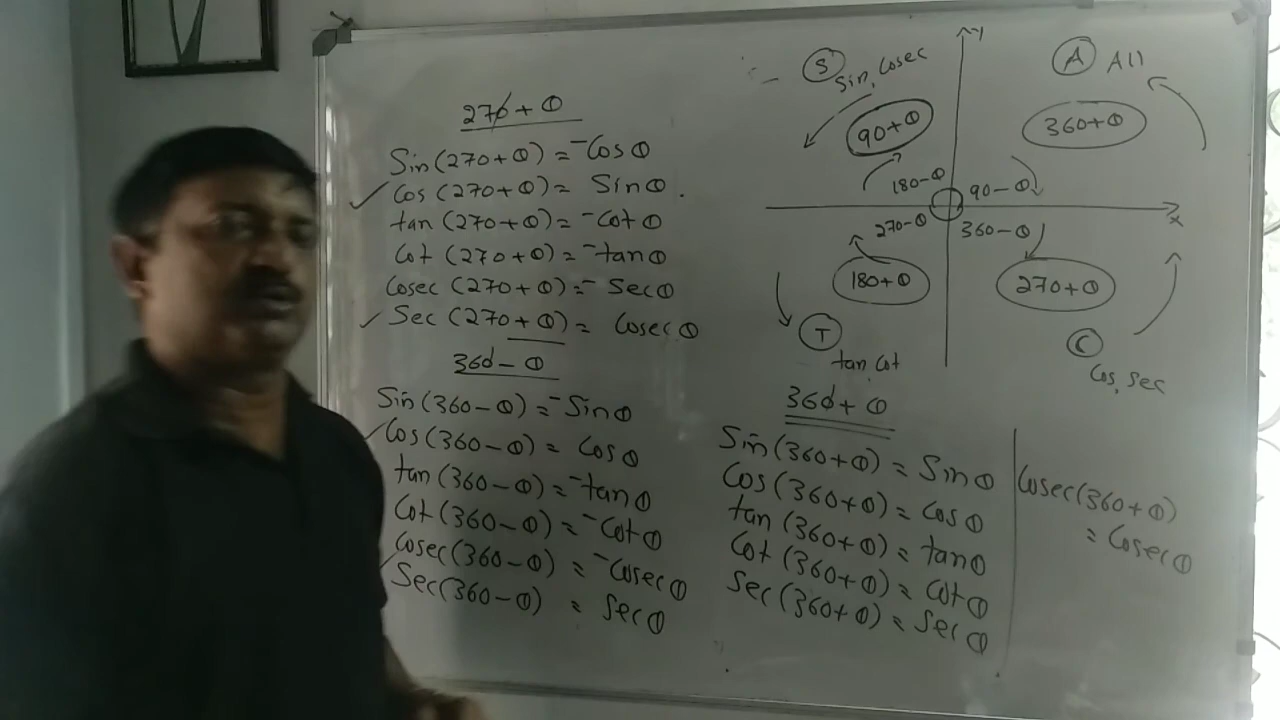 270 + θ
Sin (270 + θ) = -Cos θ
Cos (270 + θ) = Sin θ.
tan (270 + θ) = -Cot θ
Cot (270 + θ) = -tan θ
Cosec (270 + θ) = - Sec θ
Sec (270 + θ) = Cosec θ
360 - θ
Sin (360 - θ) = -Sin θ
Cos (360 - θ) = Cos θ
tan (360 - θ) = -tan θ
Cot (360 - θ) = -Cot θ
Cosec (360 - θ) = -Cosec θ
Sec (360 - θ) = Sec θ
S
Sin, Cosec
90 + θ
180 - θ
y
A All
360 + θ
90 - θ
x
270 - θ
180 + θ
T
tan, Cot
360 - θ
270 + θ
C
Cos, Sec
360 + θ
Sin (360 + θ) = Sin θ
Cos (360 + θ) = Cos θ
tan (360 + θ) = tan θ
Cot (360 + θ) = Cot θ
Sec (360 + θ) = Sec θ
Cosec (360 + θ)
= Cosec θ